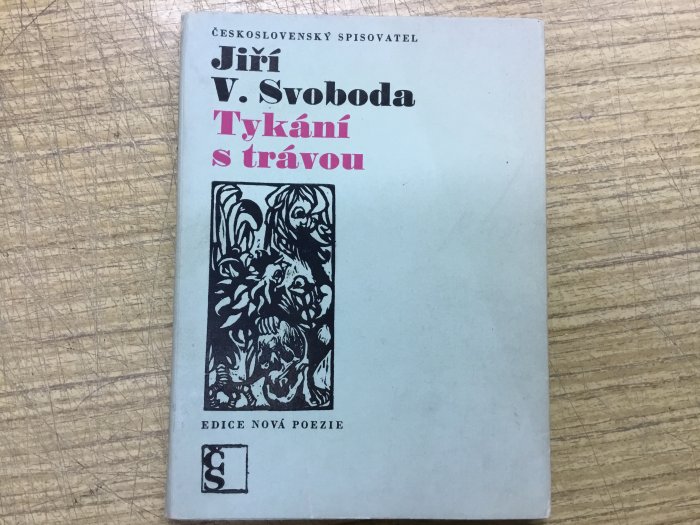 ČESKOSLOVENSKÝ SPISOVATEL
Jiří
V. Svoboda
Tykání
s trávou
EDICE NOVÁ POEZIE
ČS